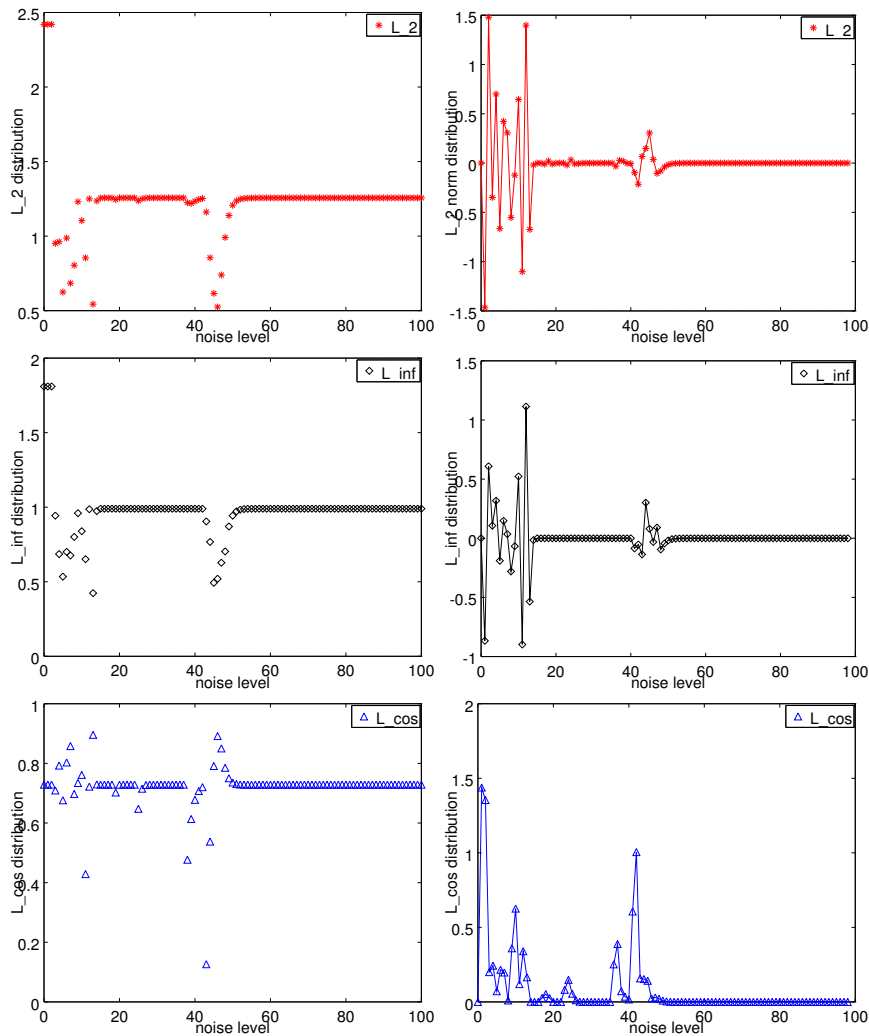 2.5
2
1.5
1
0.5
0 20 40 60 80 100
L_2 distribution
noise level
L_2
1.5
1
0.5
0
-0.5
-1
-1.5
0 20 40 60 80 100
L_2 norm distribution
noise level
L_2
2
1.5
1
0.5
0
0 20 40 60 80 100
L_inf distribution
noise level
L_inf
1.5
1
0.5
0
-0.5
-1
0 20 40 60 80 100
L_inf distribution
noise level
L_inf
1
0.8
0.6
0.4
0.2
0
0 20 40 60 80 100
L_cos distribution
noise level
L_cos
2
1.5
1
0.5
0
0 20 40 60 80 100
L_cos distribution
noise level
L_cos